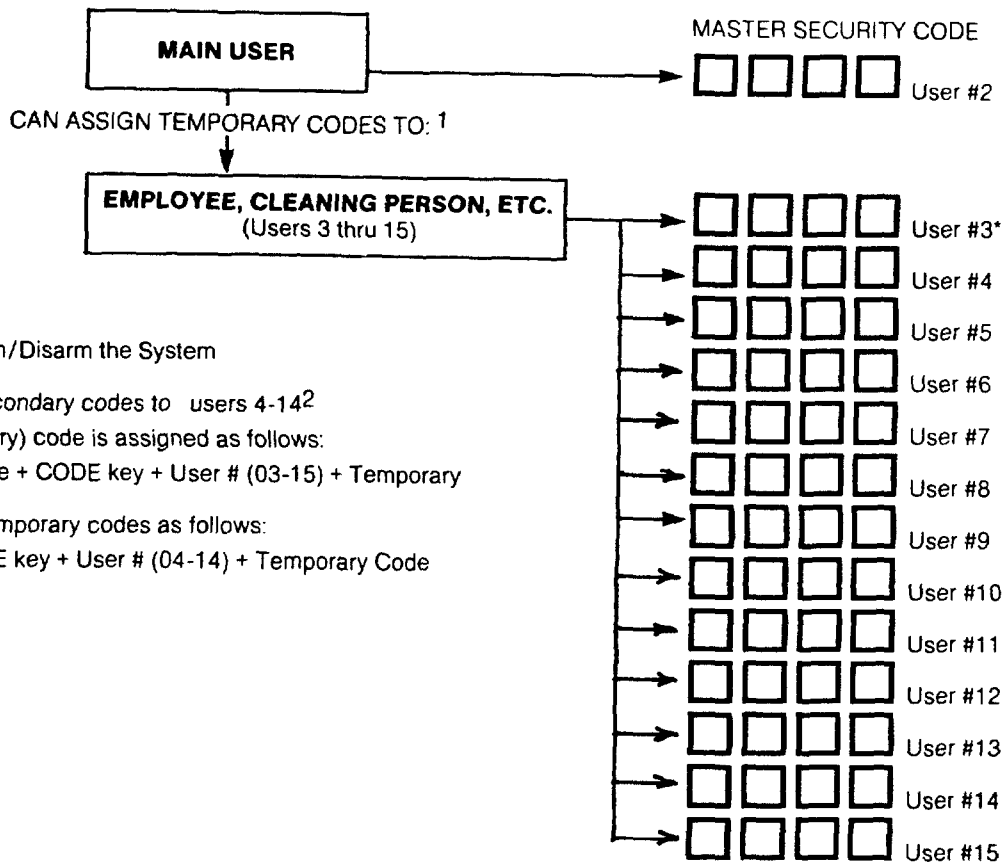 MAIN USER
MASTER SECURITY CODE
User #2
CAN ASSIGN TEMPORARY CODES TO: 1
EMPLOYEE, CLEANING PERSON, ETC.
(Users 3 thru 15)
User #3*
User #4
User #5
User #6
User #7
User #8
User #9
User #10
User #11
User #12
User #13
User #14
User #15
/Disarm the System
codes to users 4-14²
code is assigned as follows:
+ CODE key + User # (03-15) + Temporary
codes as follows:
key + User # (04-14) + Temporary Code